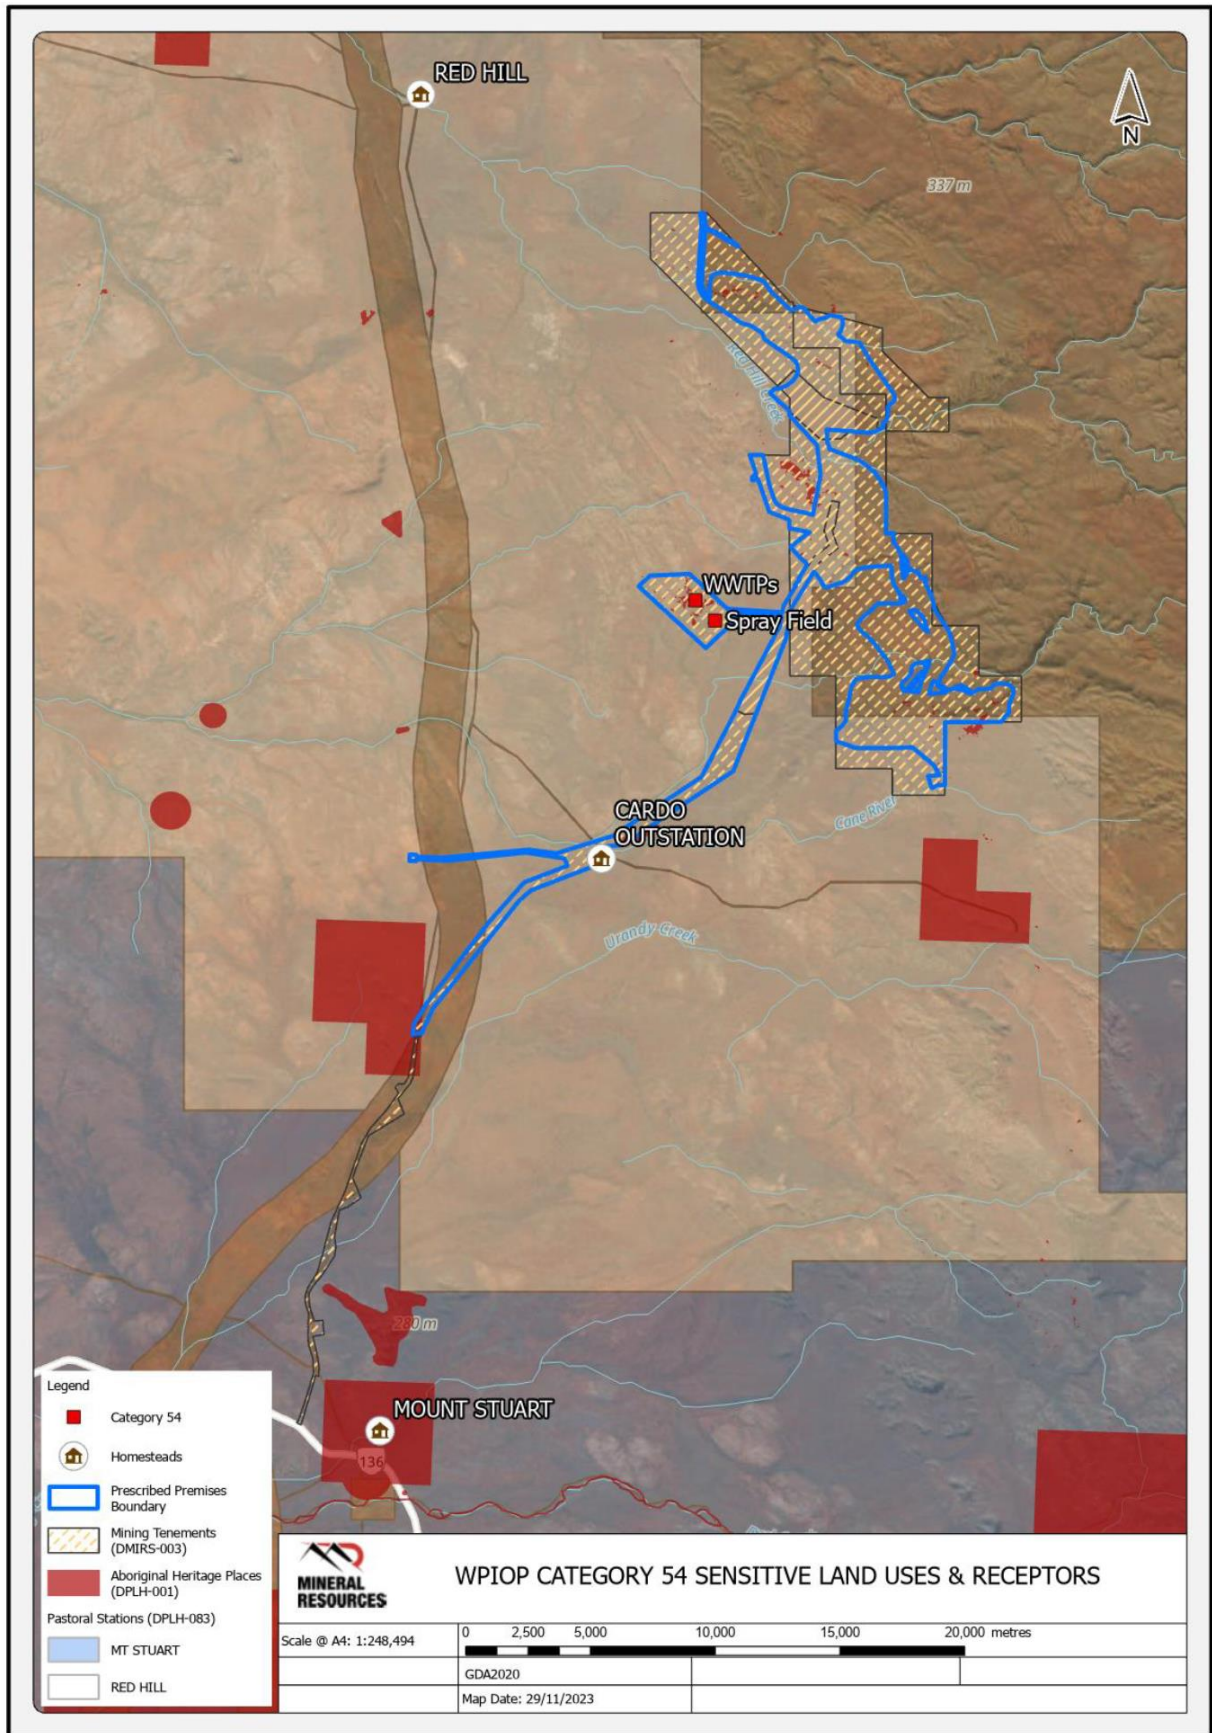 RED HILL
N
337 m
Red Hill Creek
WWTPs
Spray Field
CARDO
OUTSTATION
Cane River
Urandy Creek
280 m
MOUNT STUART
136
Legend
Category 54
Homesteads
Prescribed Premises
Boundary
Mining Tenements
(DMIRS-003)
Aboriginal Heritage Places
(DPLH-001)
Pastoral Stations (DPLH-083)
MT STUART
RED HILL
MINERAL
RESOURCES
WPIOP CATEGORY 54 SENSITIVE LAND USES & RECEPTORS
Scale @ A4: 1:248,494
0 2,500 5,000 10,000 15,000 20,000 metres
GDA2020
Map Date: 29/11/2023